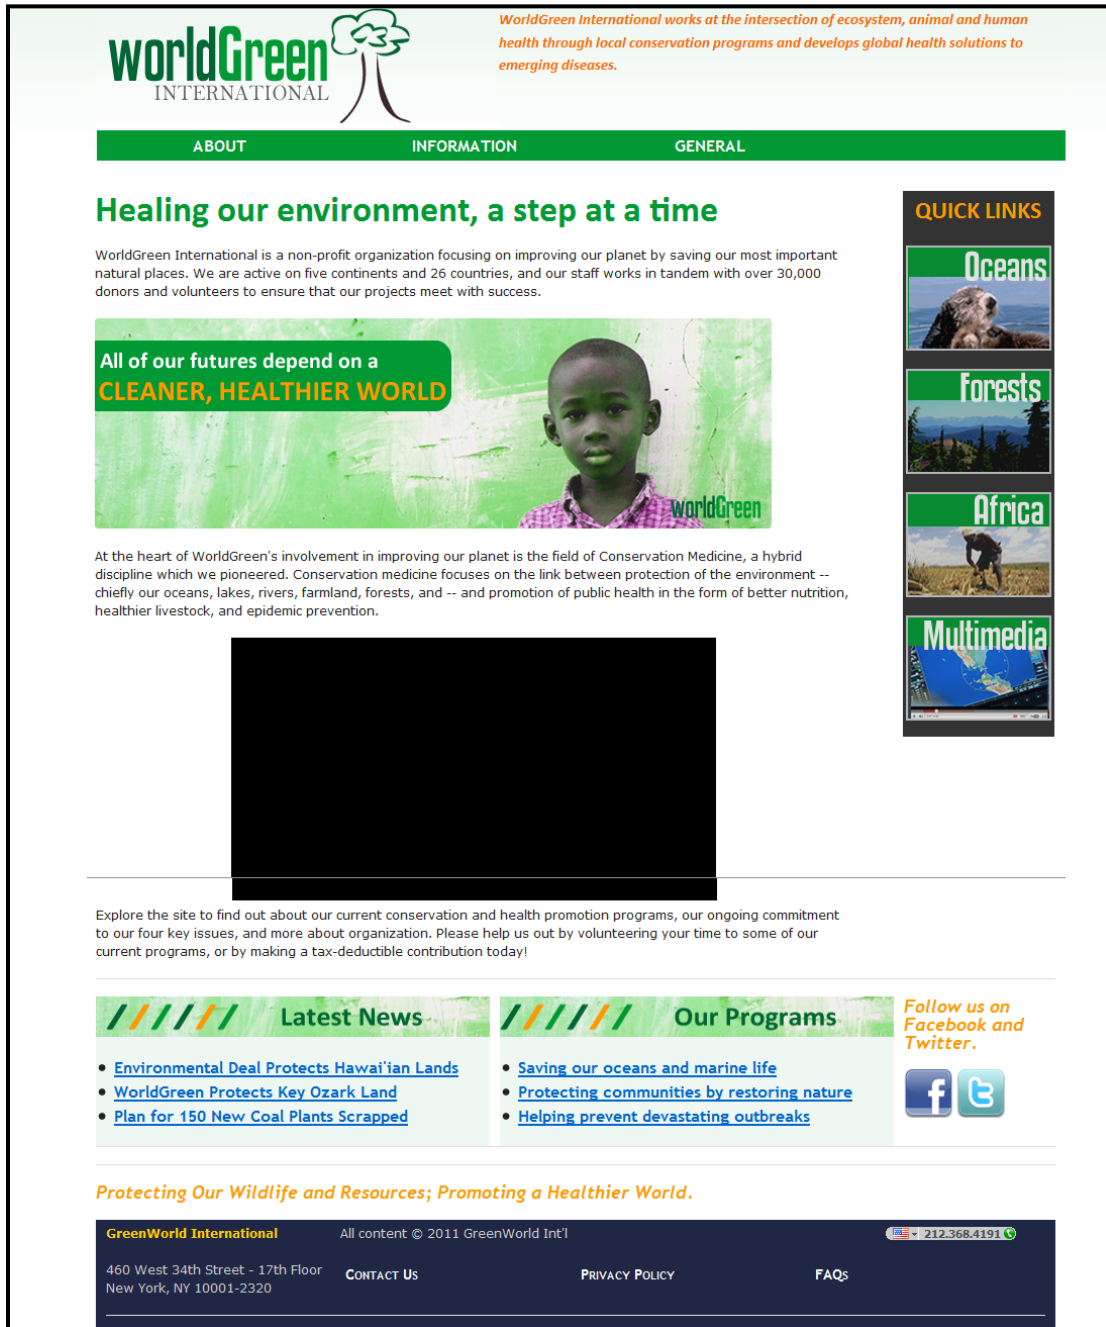 worldGreen
INTERNATIONAL
WorldGreen International works at the intersection of ecosystem, animal and human
health through local conservation programs and develops global health solutions to
emerging diseases.
ABOUT
INFORMATION
GENERAL
Healing our environment, a step at a time
WorldGreen International is a non-profit organization focusing on improving our planet by saving our most important
natural places. We are active on five continents and 26 countries, and our staff works in tandem with over 30,000
donors and volunteers to ensure that our projects meet with success.
All of our futures depend on a
CLEANER, HEALTHIER WORLD
worldGreen
At the heart of WorldGreen's involvement in improving our planet is the field of Conservation Medicine, a hybrid
discipline which we pioneered. Conservation medicine focuses on the link between protection of the environment --
chiefly our oceans, lakes, rivers, farmland, forests, and -- and promotion of public health in the form of better nutrition,
healthier livestock, and epidemic prevention.
QUICK LINKS
Oceans
Forests
Africa
Multimedia
Explore the site to find out about our current conservation and health promotion programs, our ongoing commitment
to our four key issues, and more about organization. Please help us out by volunteering your time to some of our
current programs, or by making a tax-deductible contribution today!
Latest News
Environmental Deal Protects Hawai'ian Lands
WorldGreen Protects Key Ozark Land
Plan for 150 New Coal Plants Scrapped
Our Programs
Saving our oceans and marine life
Protecting communities by restoring nature
Helping prevent devastating outbreaks
Follow us on
Facebook and
Twitter.
Protecting Our Wildlife and Resources; Promoting a Healthier World.
GreenWorld International
All content © 2011 GreenWorld Int'l
212.368.4191
460 West 34th Street - 17th Floor
New York, NY 10001-2320
Contact Us
Privacy Policy
FAQs